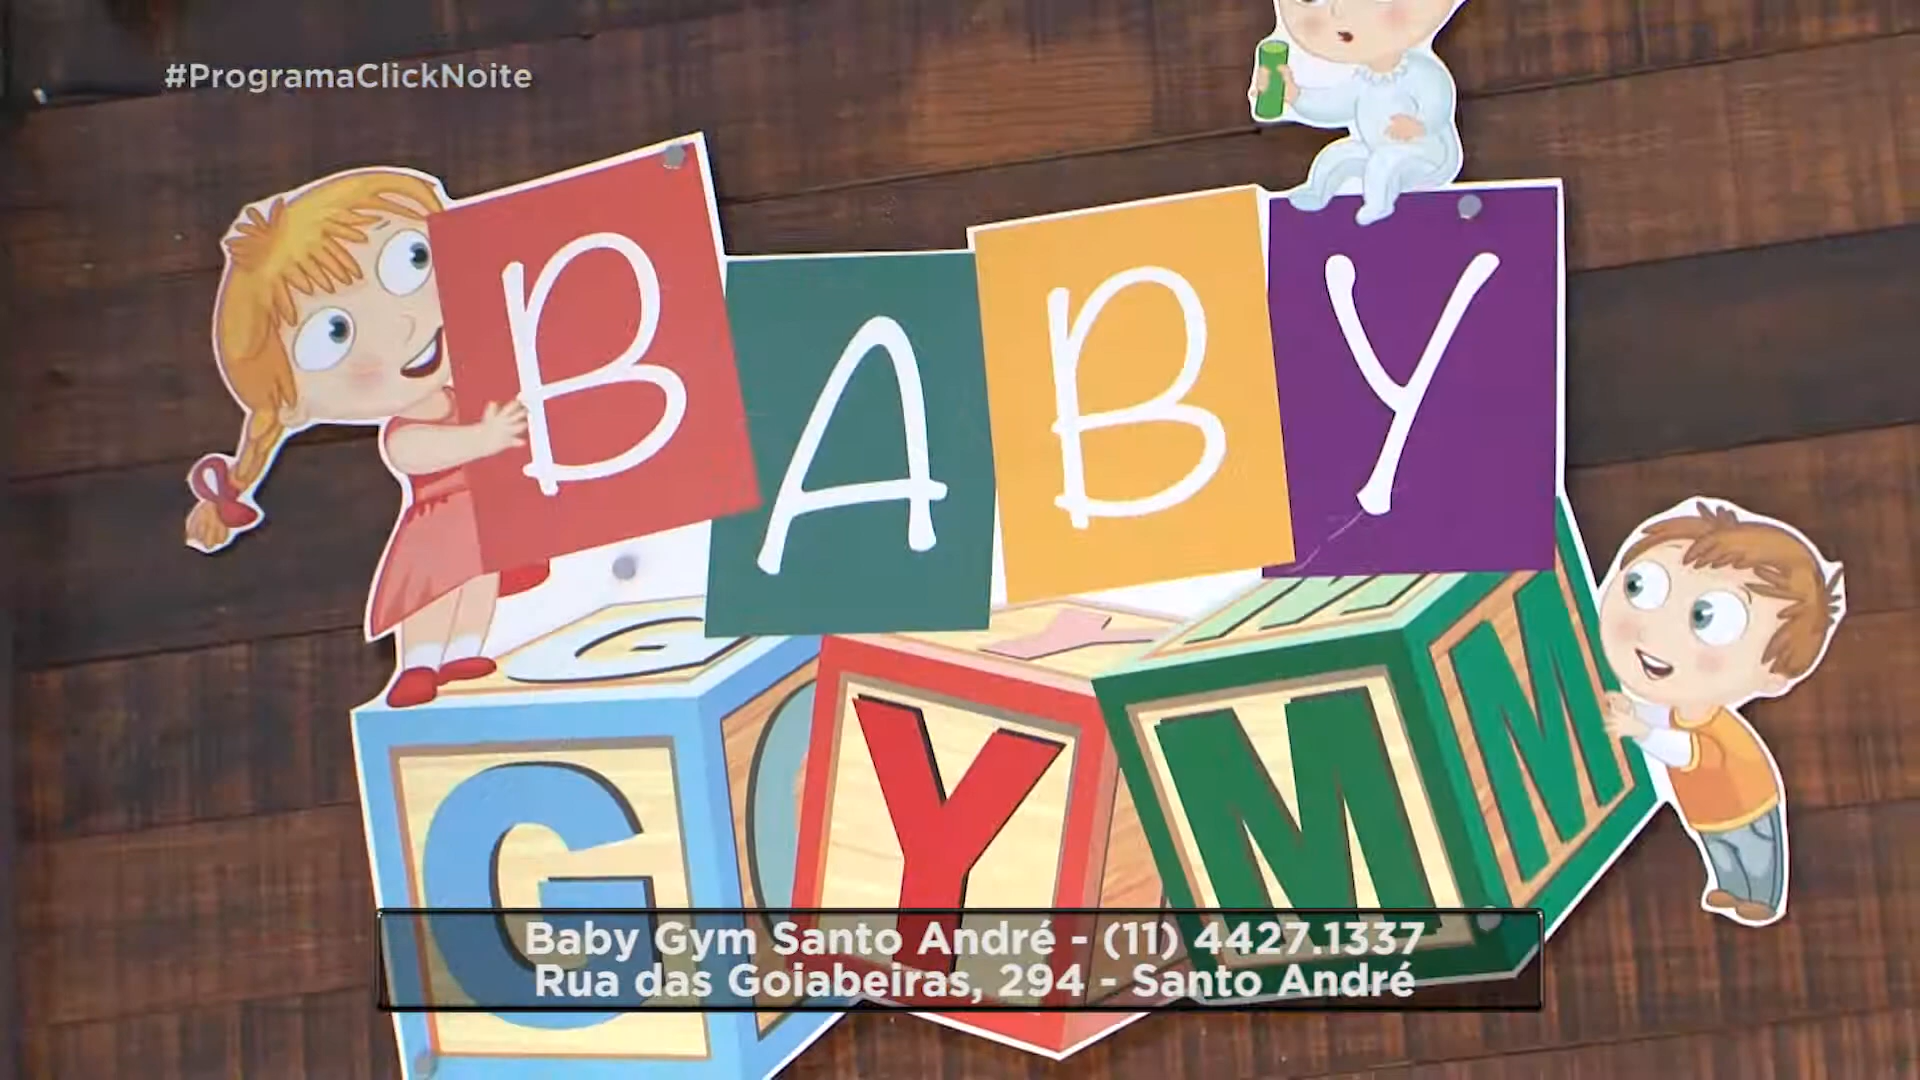 #ProgramaClickNoite
BABY
GYM
Baby Gym Santo André - (11) 4427.1337
Rua das Goiabeiras, 294 - Santo André